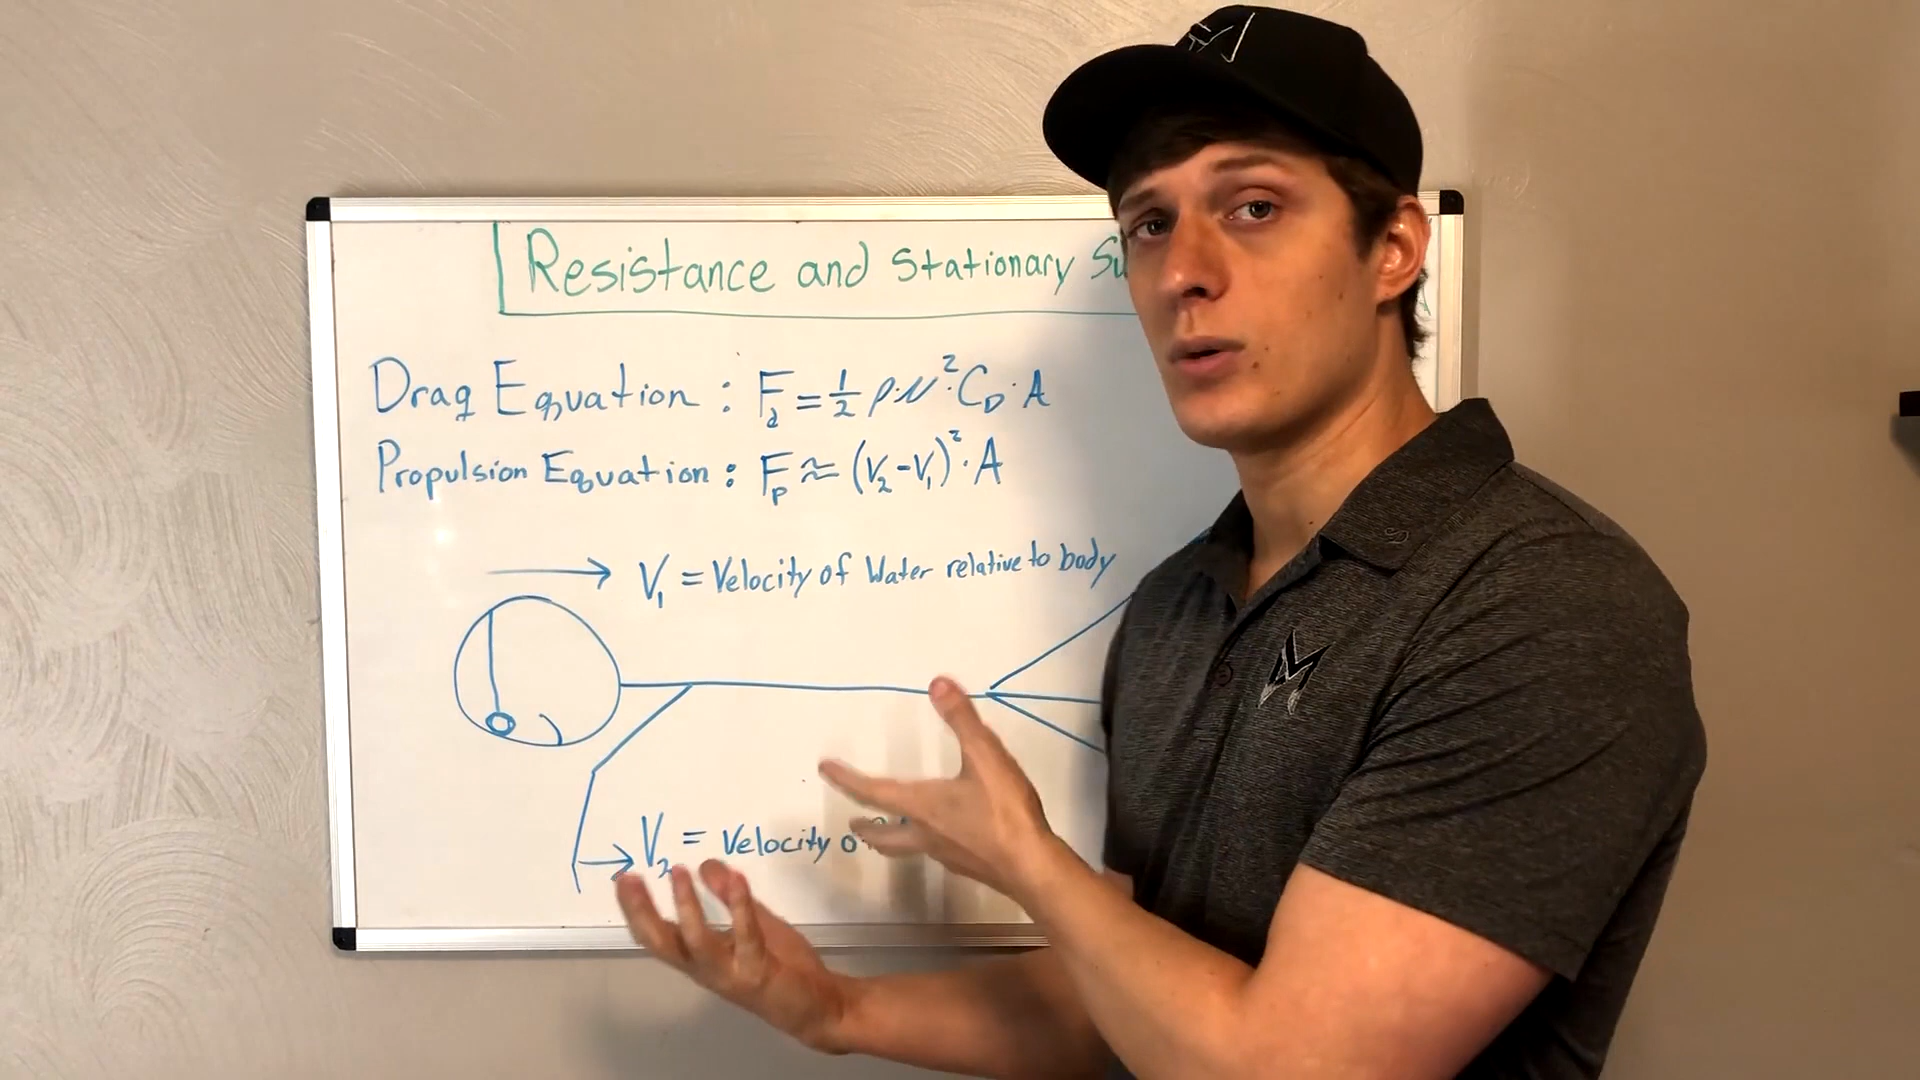 Resistance and Stationary
Drag Equation : F_d = 1/2 ρ·v²·C_D·A
Propulsion Equation : F_p ≈ (V₂-V₁)²·A
V₁ = Velocity of Water relative to body
V₂ = Velocity